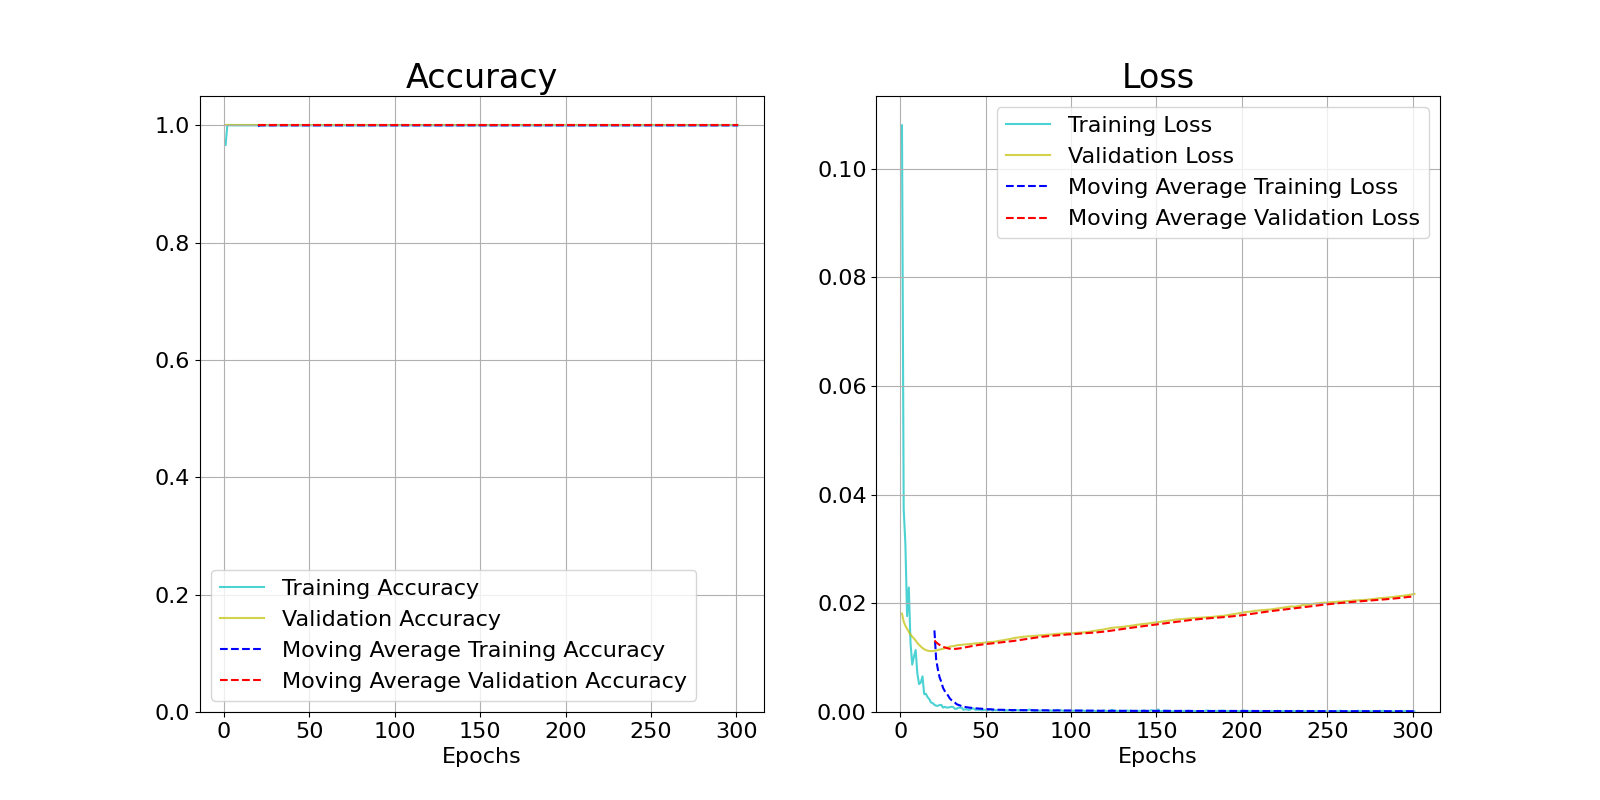 Accuracy
1.0
0.8
0.6
0.4
0.2
0.0
Training Accuracy
Validation Accuracy
Moving Average Training Accuracy
Moving Average Validation Accuracy
0 50 100 150 200 250 300
Epochs
Loss
0.10
0.08
0.06
0.04
0.02
0.00
Training Loss
Validation Loss
Moving Average Training Loss
Moving Average Validation Loss
0 50 100 150 200 250 300
Epochs